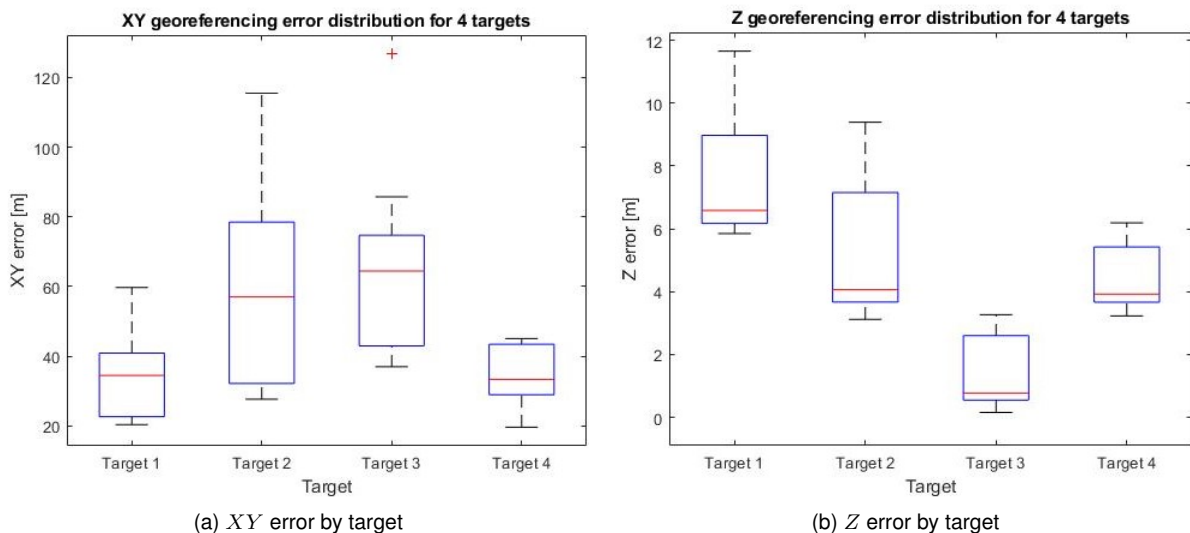 XY georeferencing error distribution for 4 targets
XY error [m]
120
100
80
60
40
20
Target 1 Target 2 Target 3 Target 4
Target
(a) XY error by target
Z georeferencing error distribution for 4 targets
Z error [m]
12
10
8
6
4
2
0
Target 1 Target 2 Target 3 Target 4
Target
(b) Z error by target